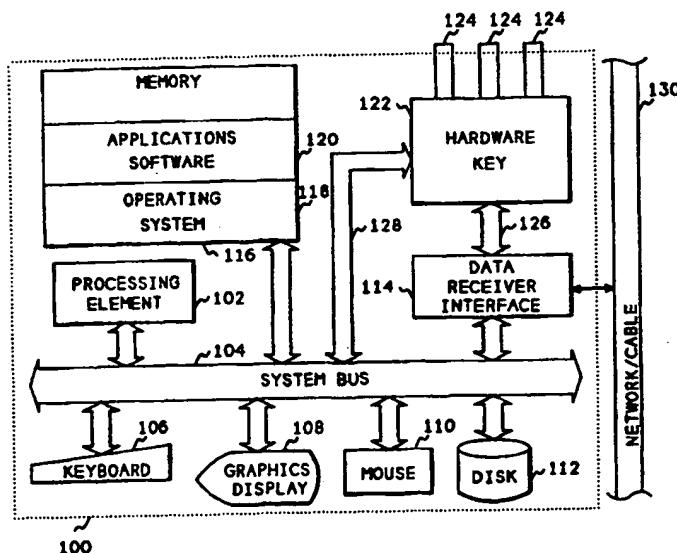 124 124 124
MEMORY
APPLICATIONS
SOFTWARE
120
OPERATING
SYSTEM
118
116
122
HARDWARE
KEY
130
128
126
PROCESSING
ELEMENT
102
114
DATA
RECEIVER
INTERFACE
104
SYSTEM BUS
NETWORK/CABLE
106
KEYBOARD
108
GRAPHICS
DISPLAY
110
MOUSE
DISK
112
100